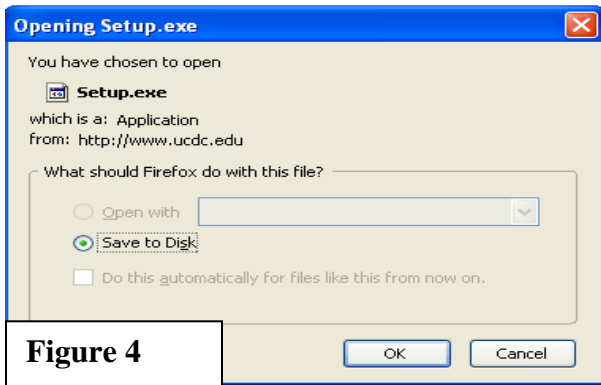 Opening Setup.exe
You have chosen to open
Setup.exe
which is a: Application
from: http://www.ucdc.edu
What should Firefox do with this file?
Open with
Save to Disk
Do this automatically for files like this from now on.
Figure 4
OK Cancel